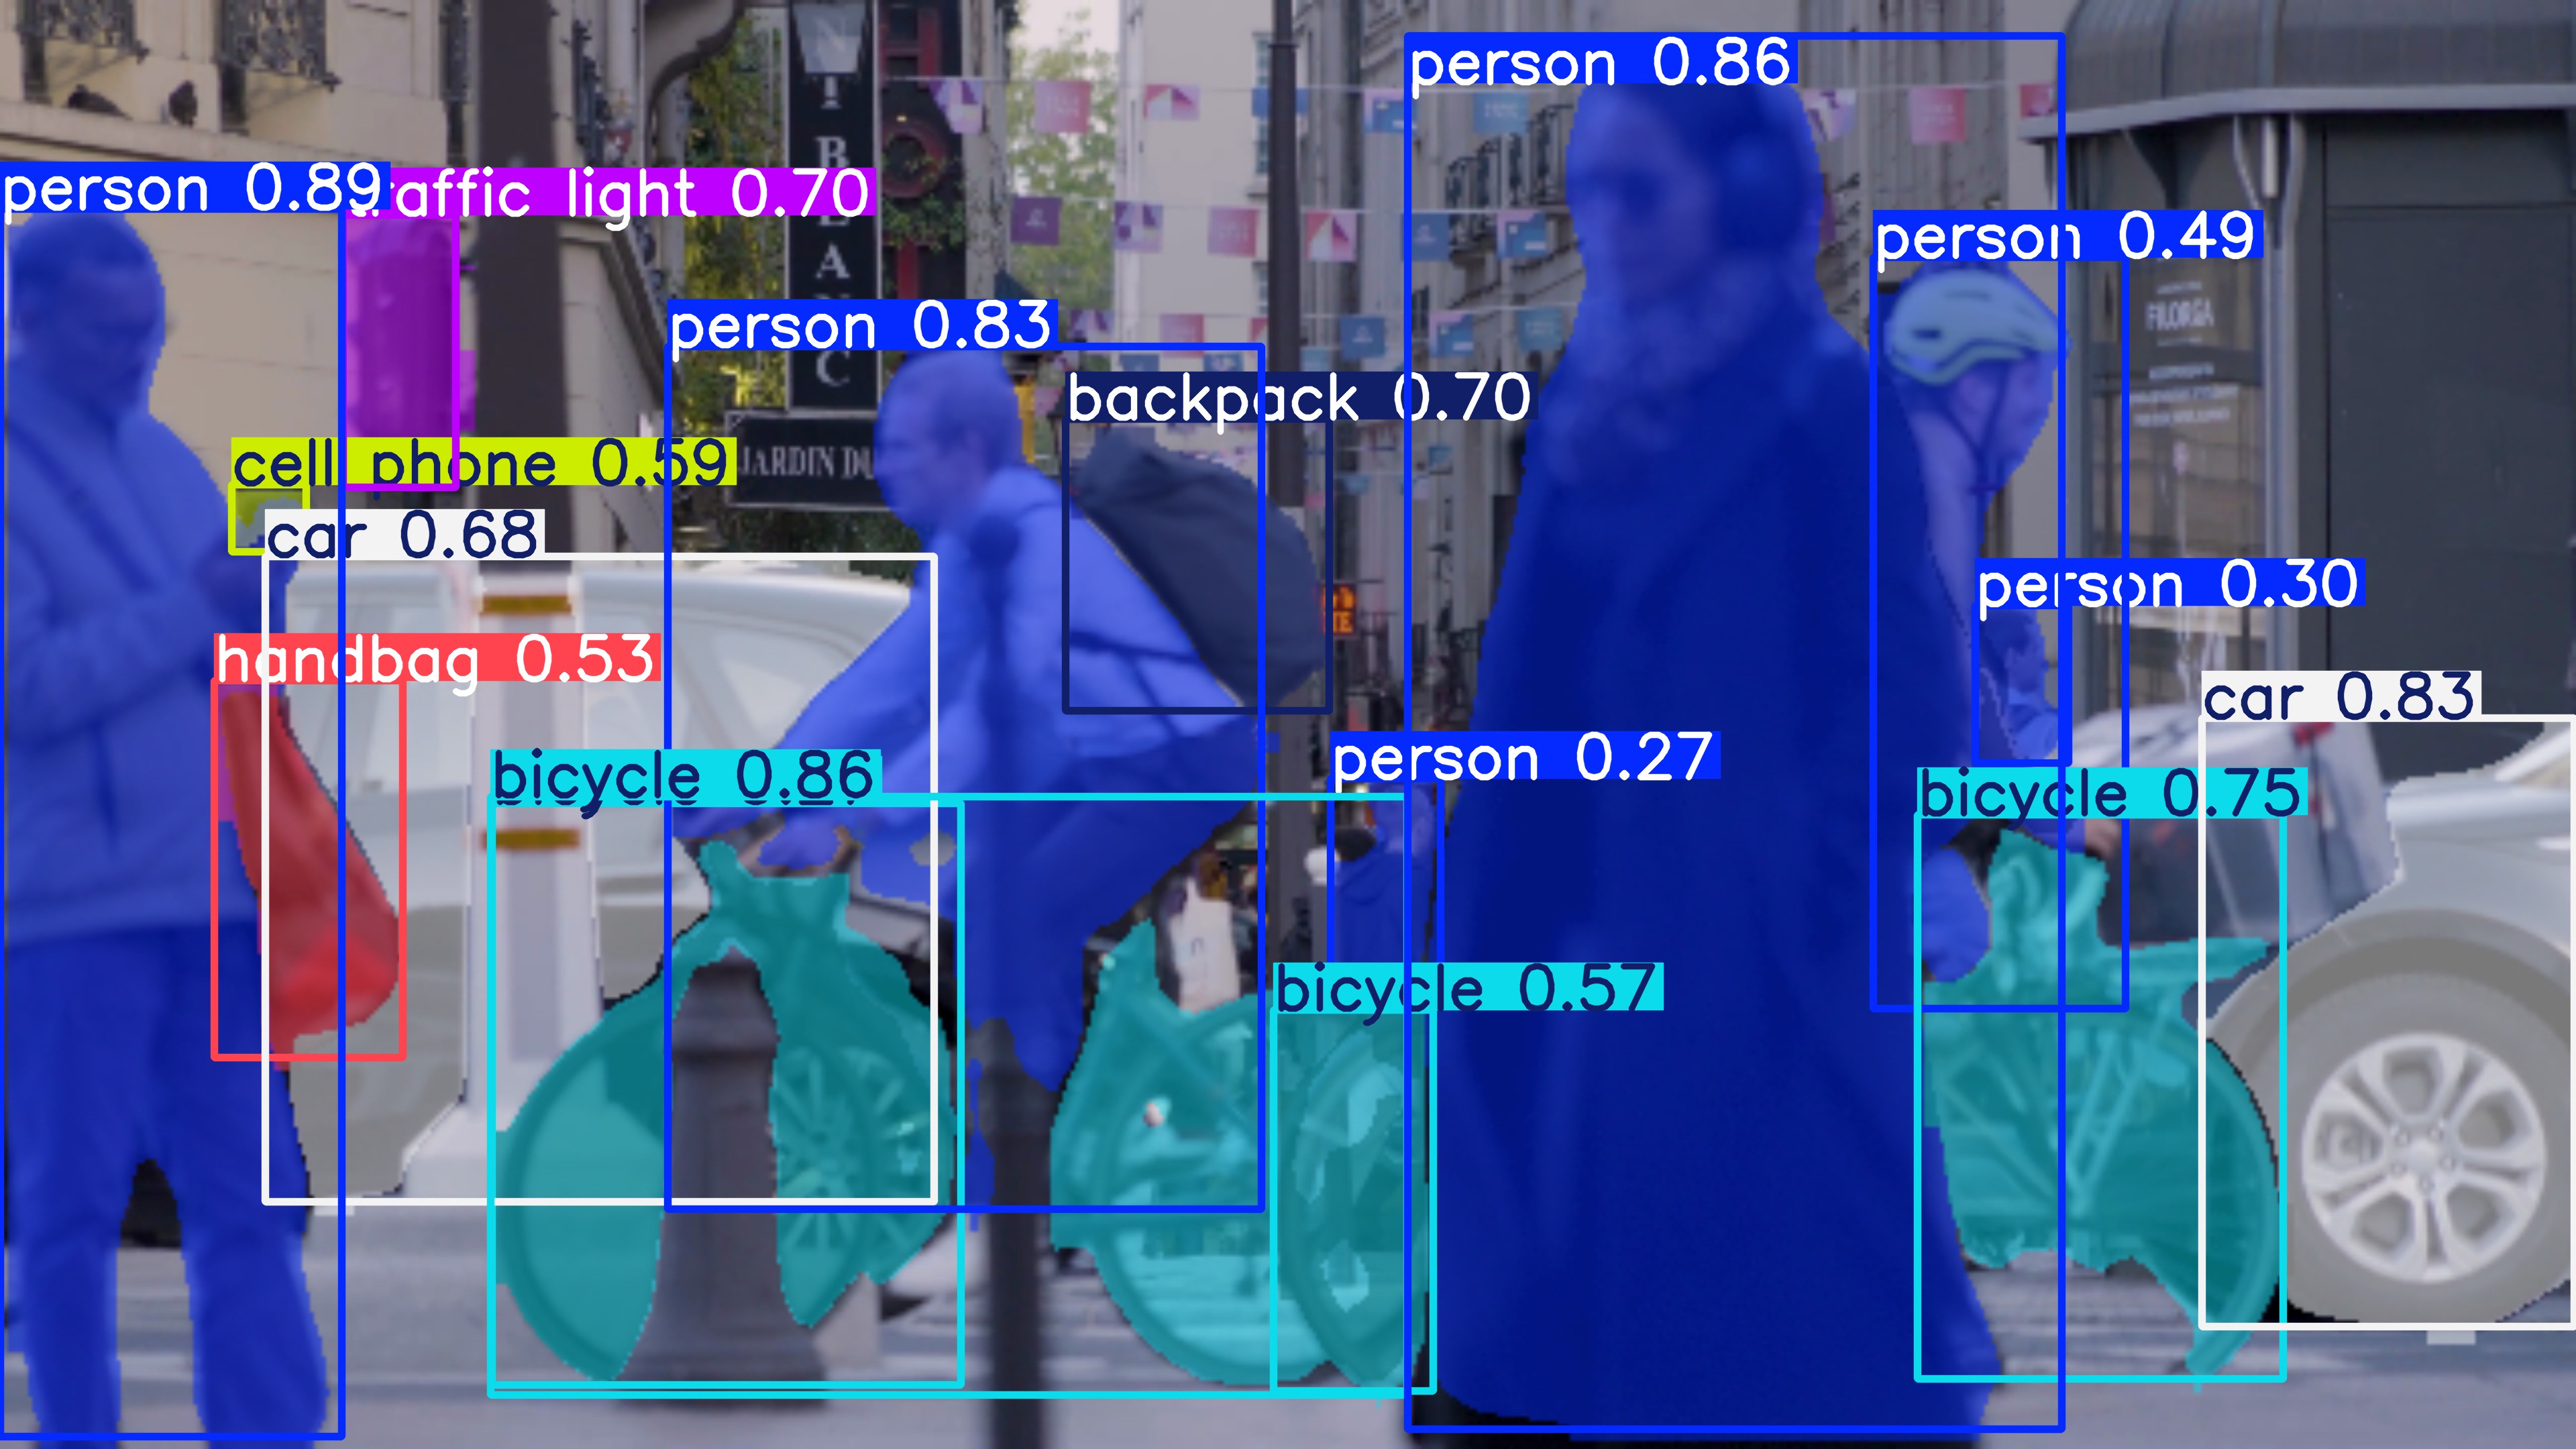 person 0.86
person 0.89
traffic light 0.70
person 0.49
person 0.83
backpack 0.70
cell phone 0.59
car 0.68
JARDIN DU
FILORGA
person 0.30
handbag 0.53
car 0.83
person 0.27
bicycle 0.86
bicycle 0.75
bicycle 0.57